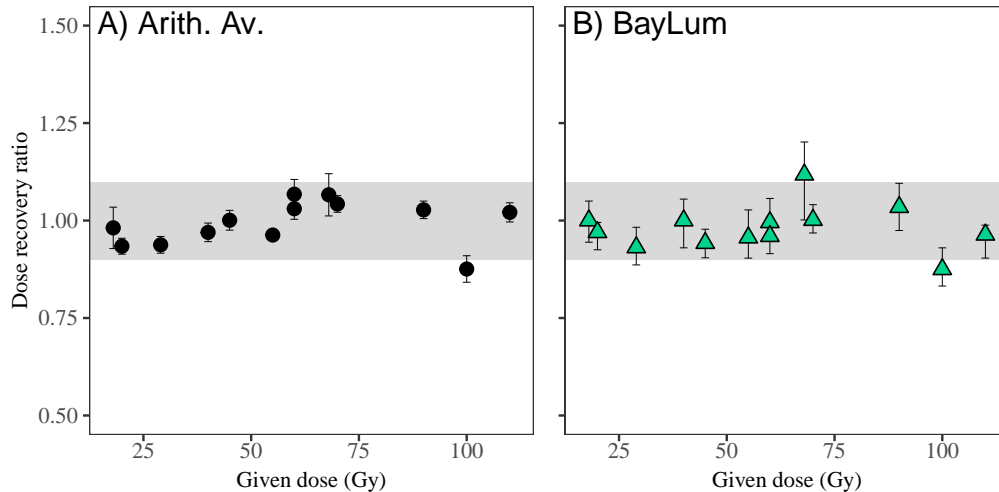 A) Arith. Av.
B) BayLum
Dose recovery ratio
1.50
1.25
1.00
0.75
0.50
25
50
75
100
25
50
75
100
Given dose (Gy)
Given dose (Gy)